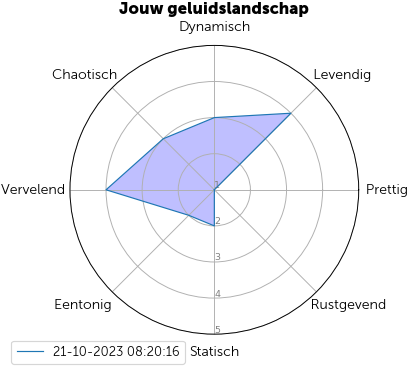 Jouw geluidslandschap
Dynamisch
Chaotisch
Levendig
Vervelend
1
Prettig
2
3
4
Eentonig
Rustgevend
5
21-10-2023 08:20:16
Statisch